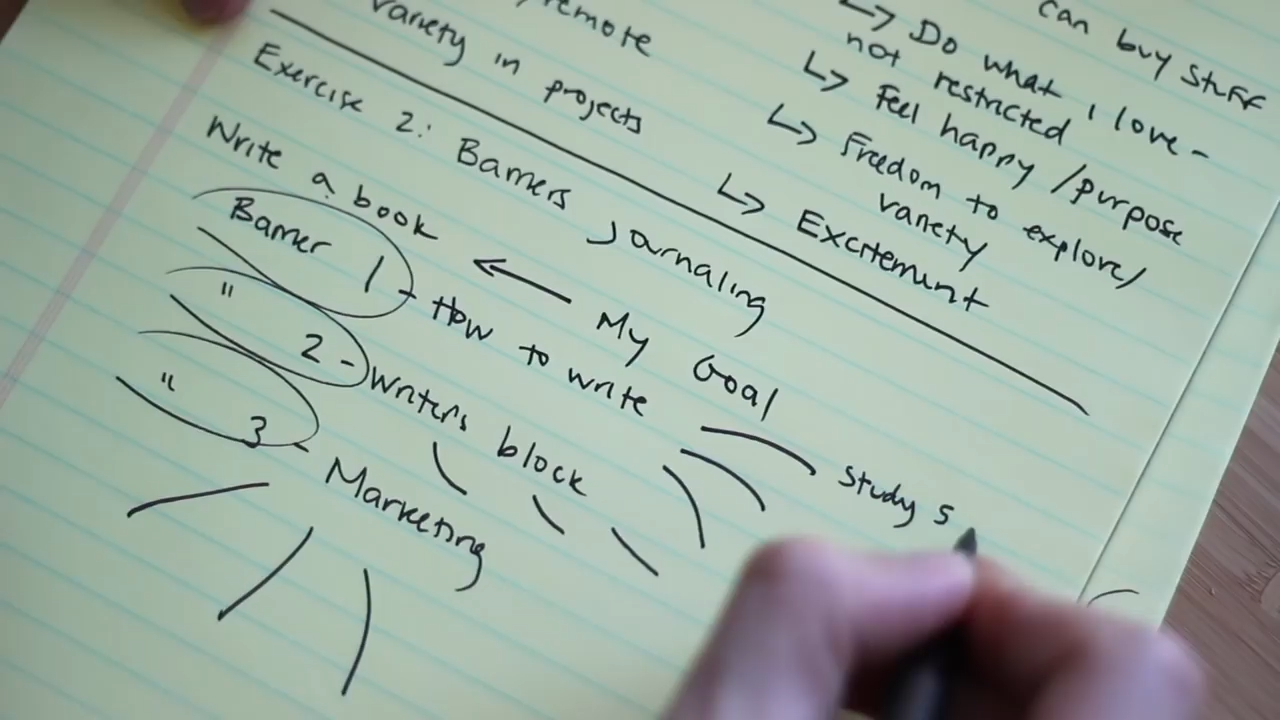 remote
variety in projects
can buy stuff
↳ Do what I love -
not restricted
↳ Feel happy /purpose
↳ Freedom to explore/
variety
↳ Excitement
Exercise 2: Barriers Journaling
Write a book ← My Goal
Barrier 1 - How to write
" 2 - Writers block
" 3 - Marketing
Study 5